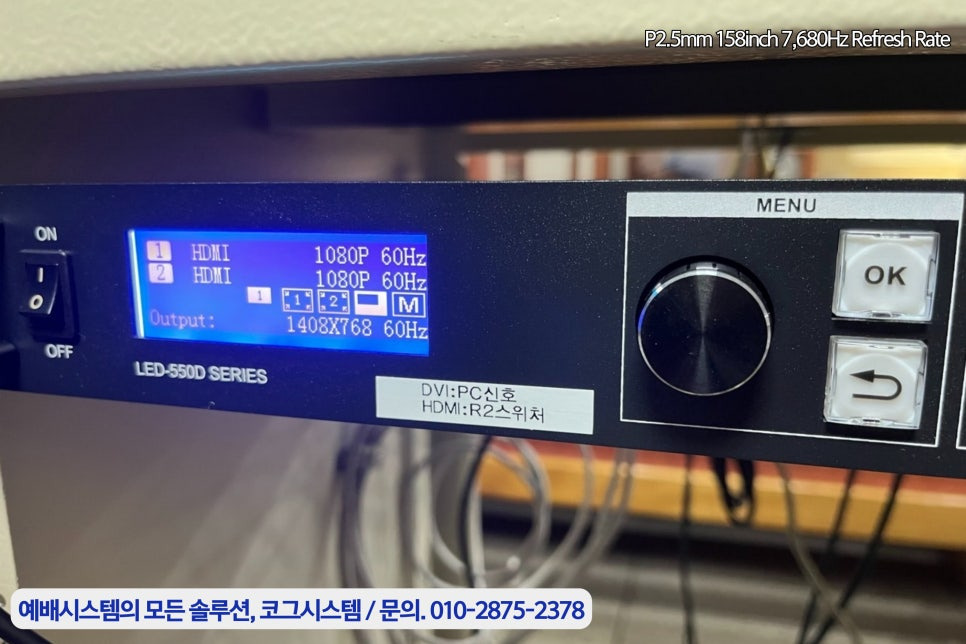 P2.5mm 158inch 7,680Hz Refresh Rate
ON
I
O
OFF
1 HDMI 1080P 60Hz
2 HDMI 1080P 60Hz
1 1 2 M
Output: 1408X768 60Hz
LED-550D SERIES
DVI:PC신호
HDMI:R2스위처
MENU
OK
예배시스템의 모든 솔루션, 코그시스템 / 문의. 010-2875-2378